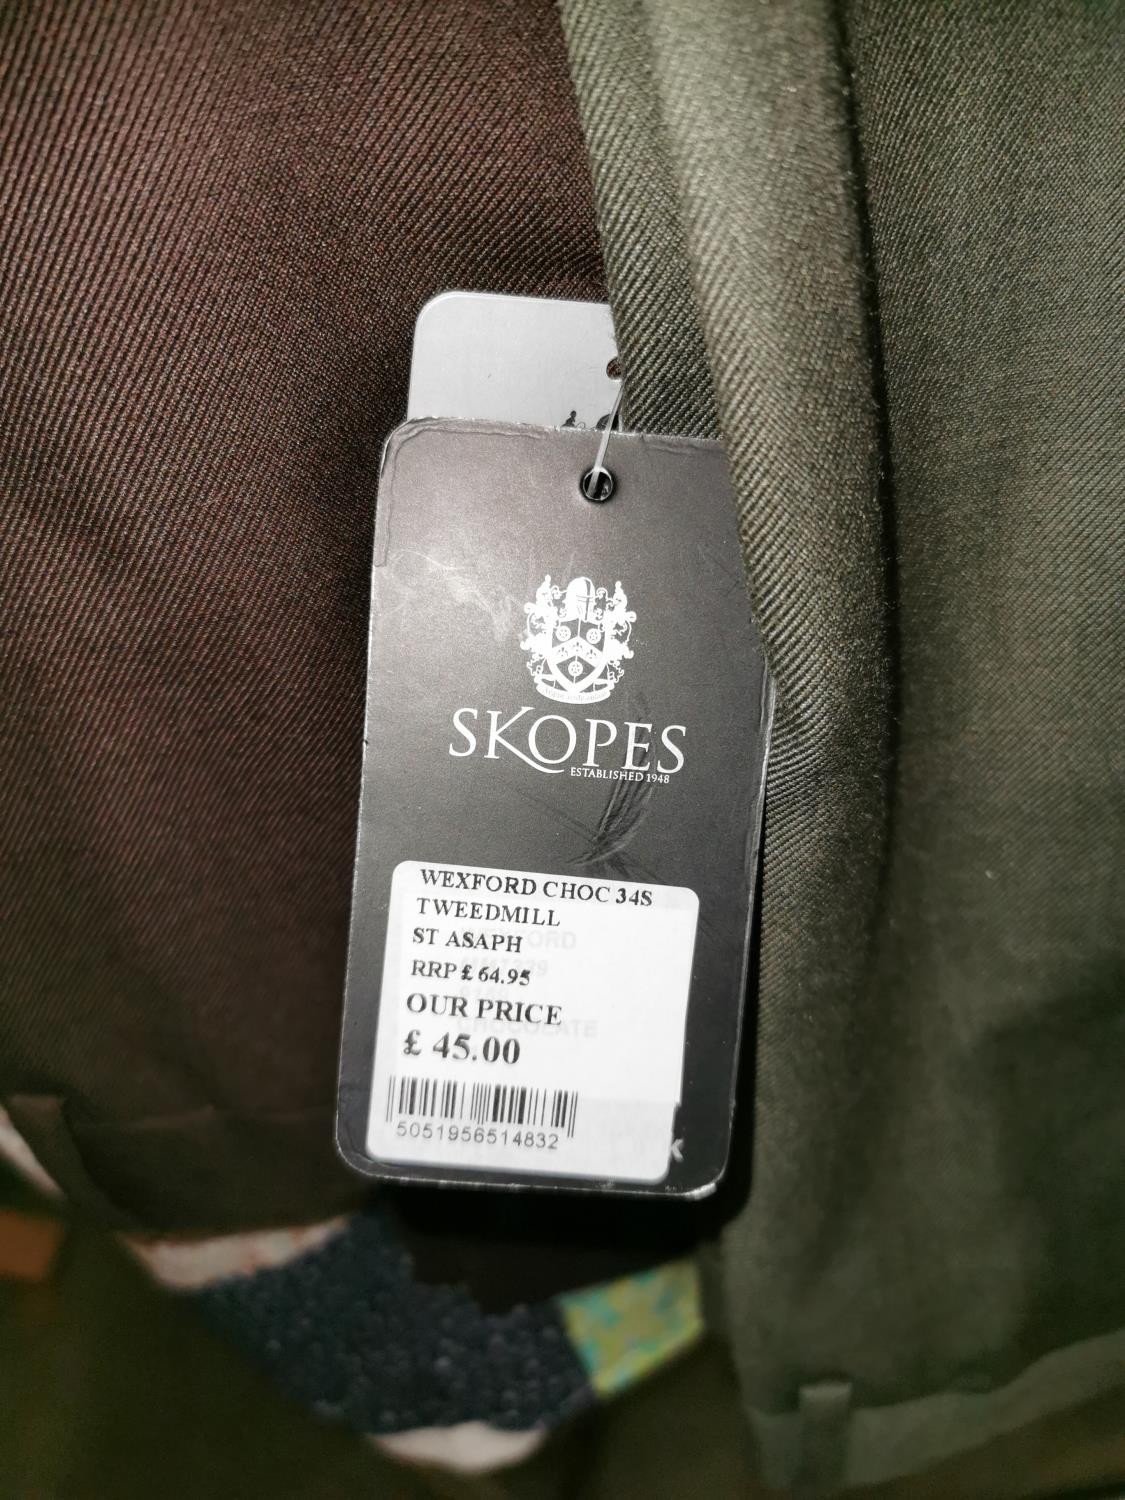 SKOPES
ESTABLISHED 1948
WEXFORD CHOC 34S
TWEEDMILL
ST ASAPH
RRP £ 64.95
OUR PRICE
£ 45.00
5051956514832
K